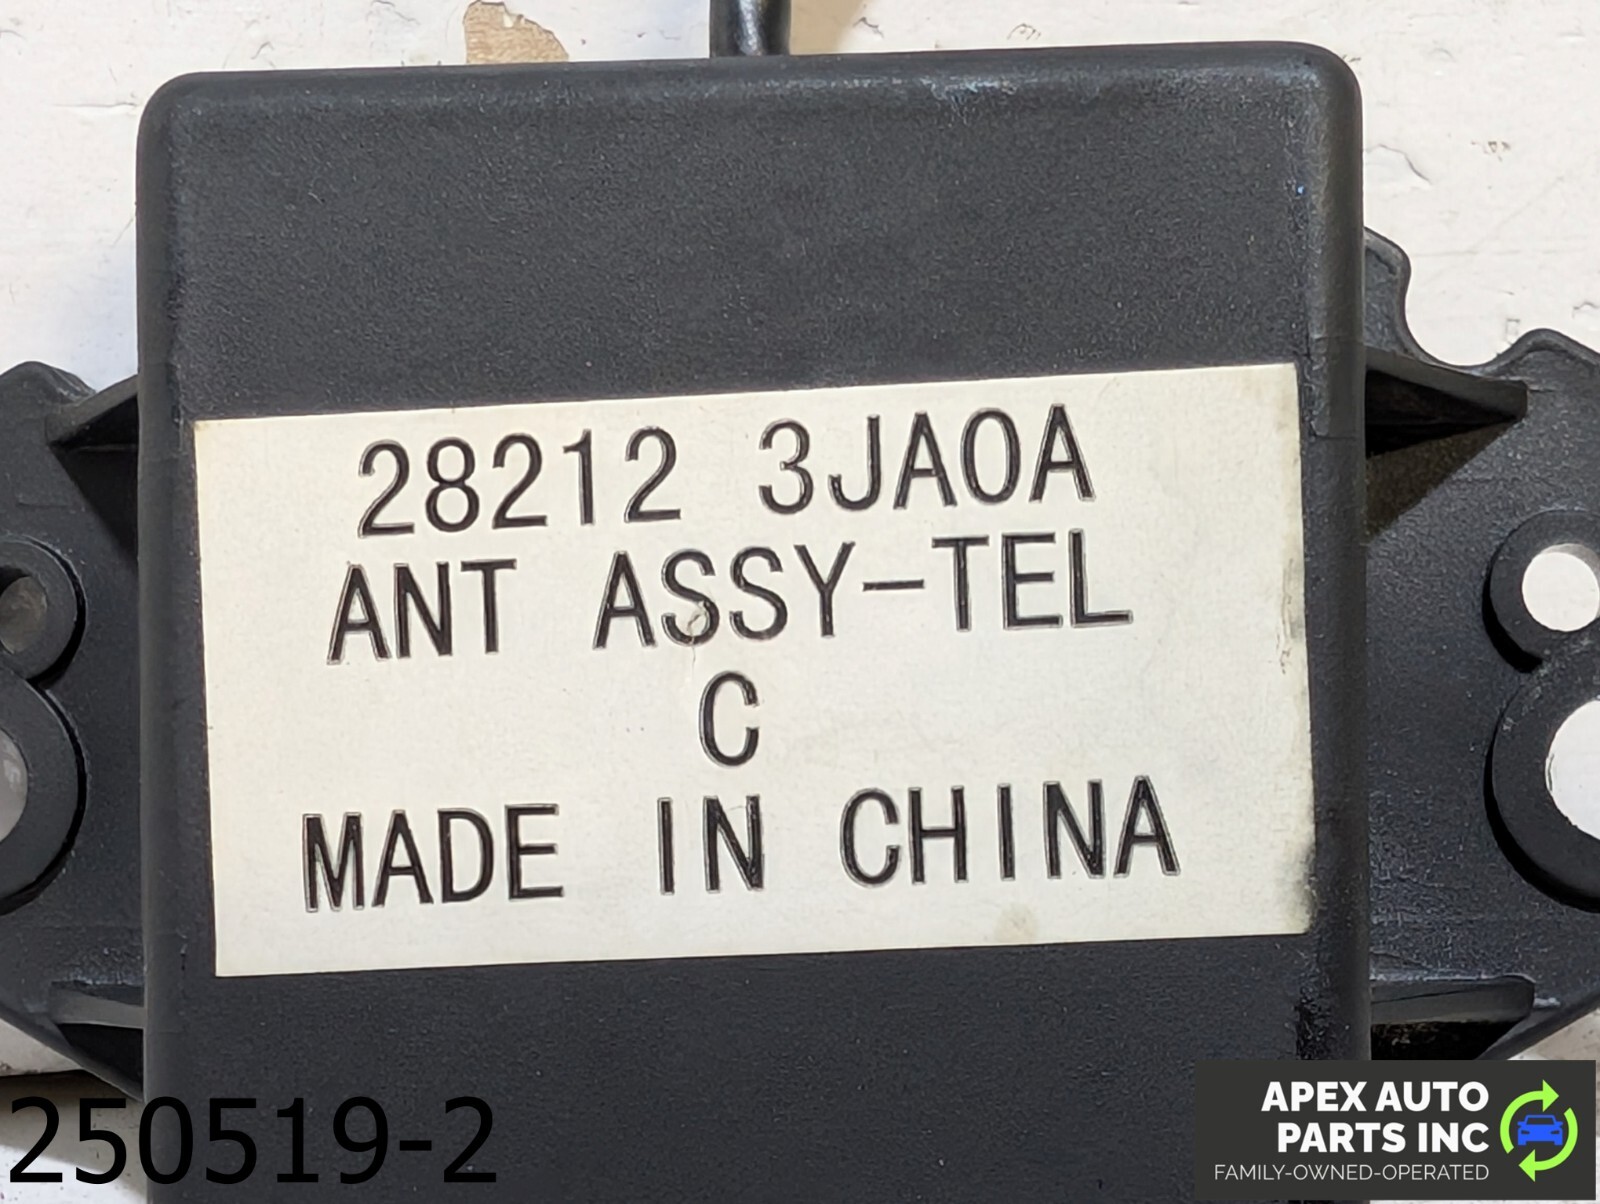 28212 3JA0A
ANT ASSY-TEL
C
MADE IN CHINA
250519-2
APEX AUTO
PARTS INC
FAMILY-OWNED-OPERATED